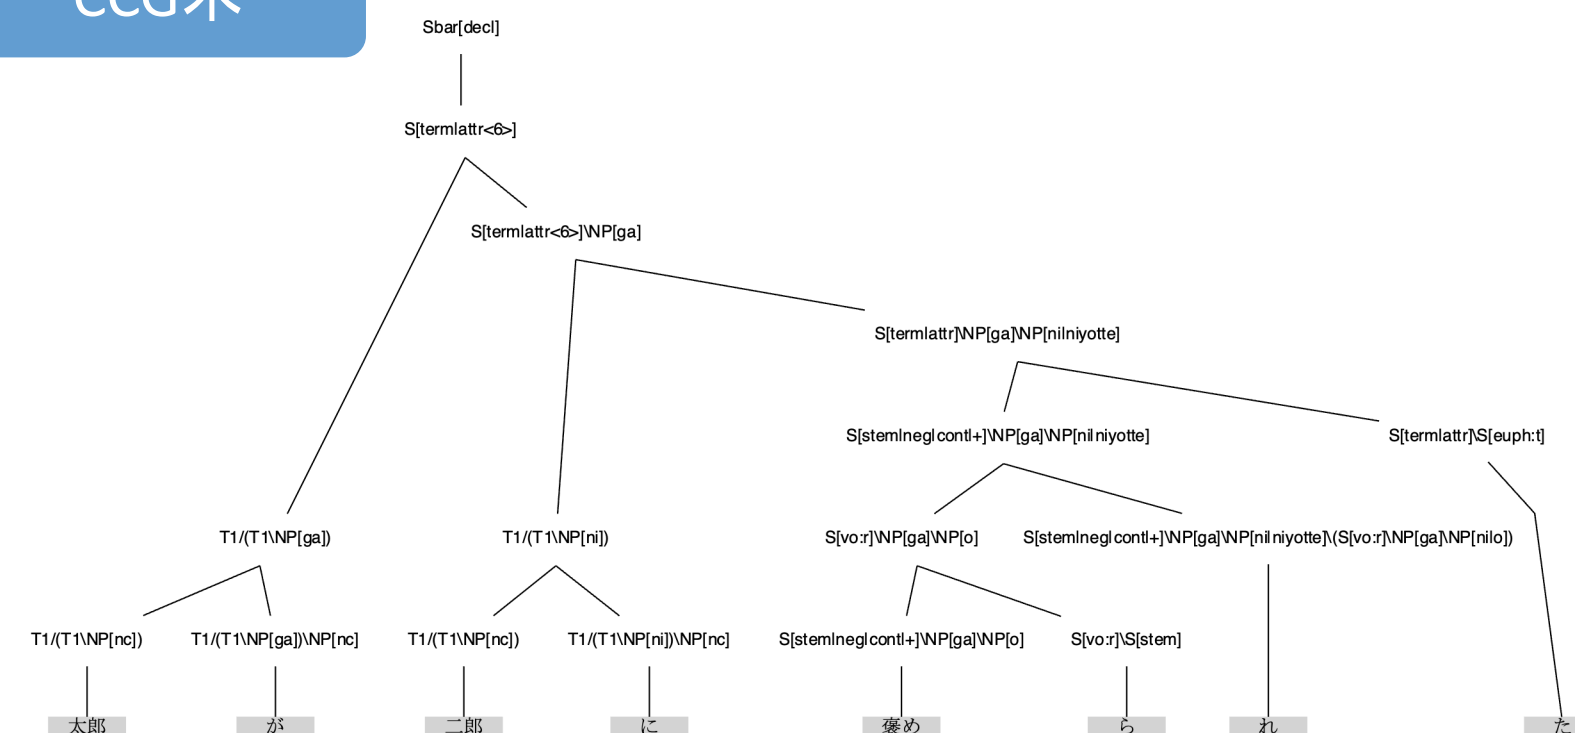 CCG木
Sbar[decl]
S[term|attr<6>]
S[term|attr<6>]\NP[ga]
S[term|attr]\NP[ga]\NP[ni|niyotte]
S[stem|neg|cont|+]\NP[ga]\NP[ni|niyotte] S[term|attr]\S[euph:t]
T1/(T1\NP[ga]) T1/(T1\NP[ni]) S[vo:r]\NP[ga]\NP[o] S[stem|neg|cont|+]\NP[ga]\NP[ni|niyotte]\(S[vo:r]\NP[ga]\NP[ni|o])
T1/(T1\NP[nc]) T1/(T1\NP[ga])\NP[nc] T1/(T1\NP[nc]) T1/(T1\NP[ni])\NP[nc] S[stem|neg|cont|+]\NP[ga]\NP[o] S[vo:r]\S[stem]
太郎 が 二郎 に 褒め ら れ た